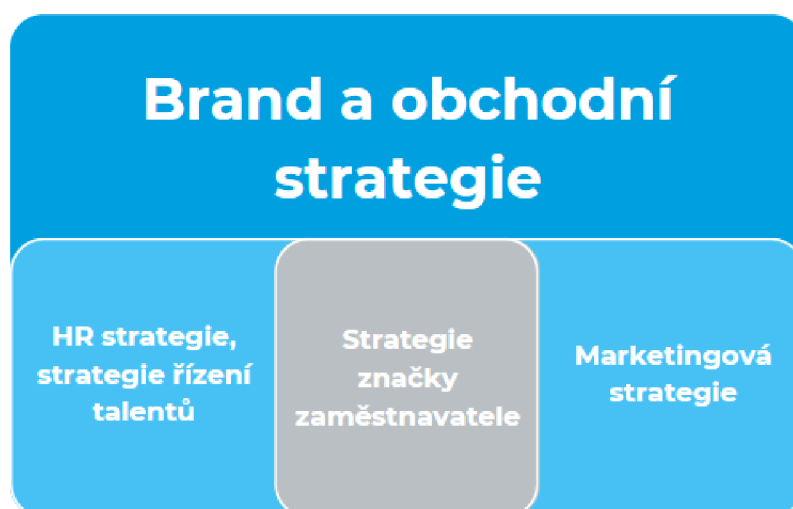 Brand a obchodní
strategie
HR strategie,
strategie řízení
talentů
Strategie
značky
zaměstnavatele
Marketingová
strategie